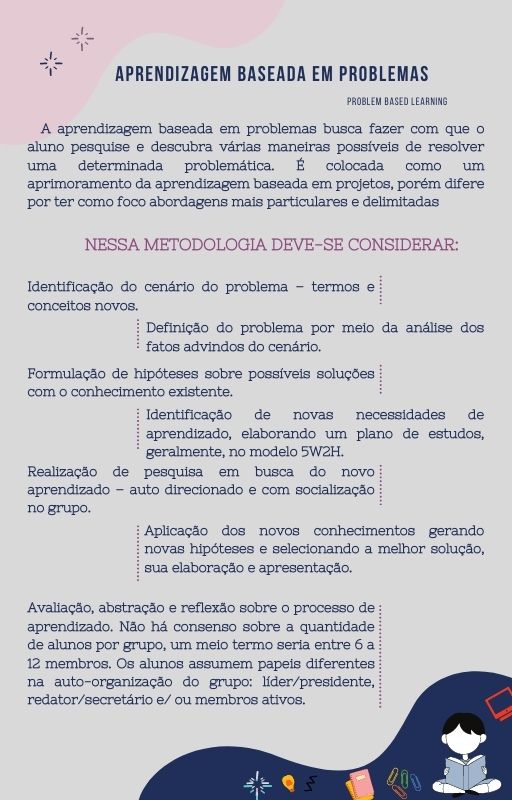 APRENDIZAGEM BASEADA EM PROBLEMAS
PROBLEM BASED LEARNING
A aprendizagem baseada em problemas busca fazer com que o
aluno pesquise e descubra várias maneiras possíveis de resolver
uma determinada problemática. É colocada como um
aprimoramento da aprendizagem baseada em projetos, porém difere
por ter como foco abordagens mais particulares e delimitadas
NESSA METODOLOGIA DEVE-SE CONSIDERAR:
Identificação do cenário do problema – termos e
conceitos novos.
Definição do problema por meio da análise dos
fatos advindos do cenário.
Formulação de hipóteses sobre possíveis soluções
com o conhecimento existente.
Identificação de novas necessidades de
aprendizado, elaborando um plano de estudos,
geralmente, no modelo 5W2H.
Realização de pesquisa em busca do novo
aprendizado – auto direcionado e com socialização
no grupo.
Aplicação dos novos conhecimentos gerando
novas hipóteses e selecionando a melhor solução,
sua elaboração e apresentação.
Avaliação, abstração e reflexão sobre o processo de
aprendizado. Não há consenso sobre a quantidade
de alunos por grupo, um meio termo seria entre 6 a
12 membros. Os alunos assumem papeis diferentes
na auto-organização do grupo: líder/presidente,
redator/secretário e/ ou membros ativos.